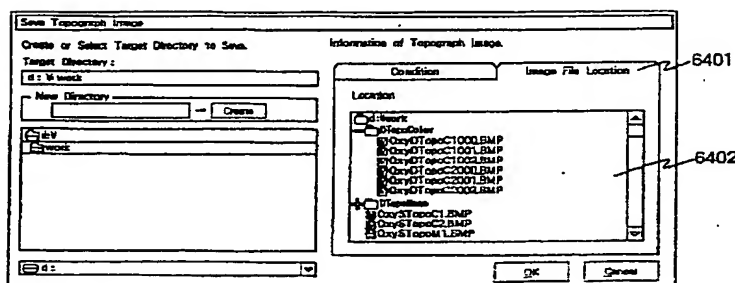 Save Topograph Image
Create or Select Target Directory to Save.
Target Directory :
d: ¥ work
New Directory
→ Create
d:¥
work
d :
Information of Topograph Image.
Condition
Image File Location
6401
Location
d:¥work
DTopoColor
OxyDTopoC1000.BMP
OxyDTopoC1001.BMP
OxyDTopoC1002.BMP
OxyDTopoC2000.BMP
OxyDTopoC2001.BMP
OxyDTopoC2002.BMP
6402
OxySTopoC1.BMP
OxySTopoC2.BMP
OxySTopoM1.BMP
OK
Cancel